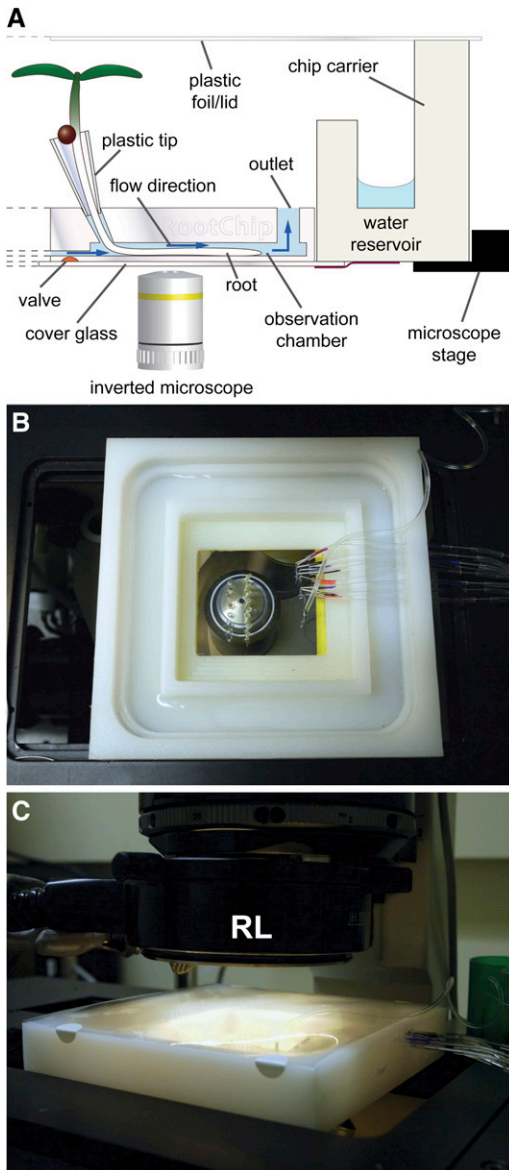 A
plastic
foil/lid
chip carrier
plastic tip
outlet
flow direction
RootChip
water
reservoir
valve
root
cover glass
observation
chamber
microscope
stage
inverted microscope
B
C
RL